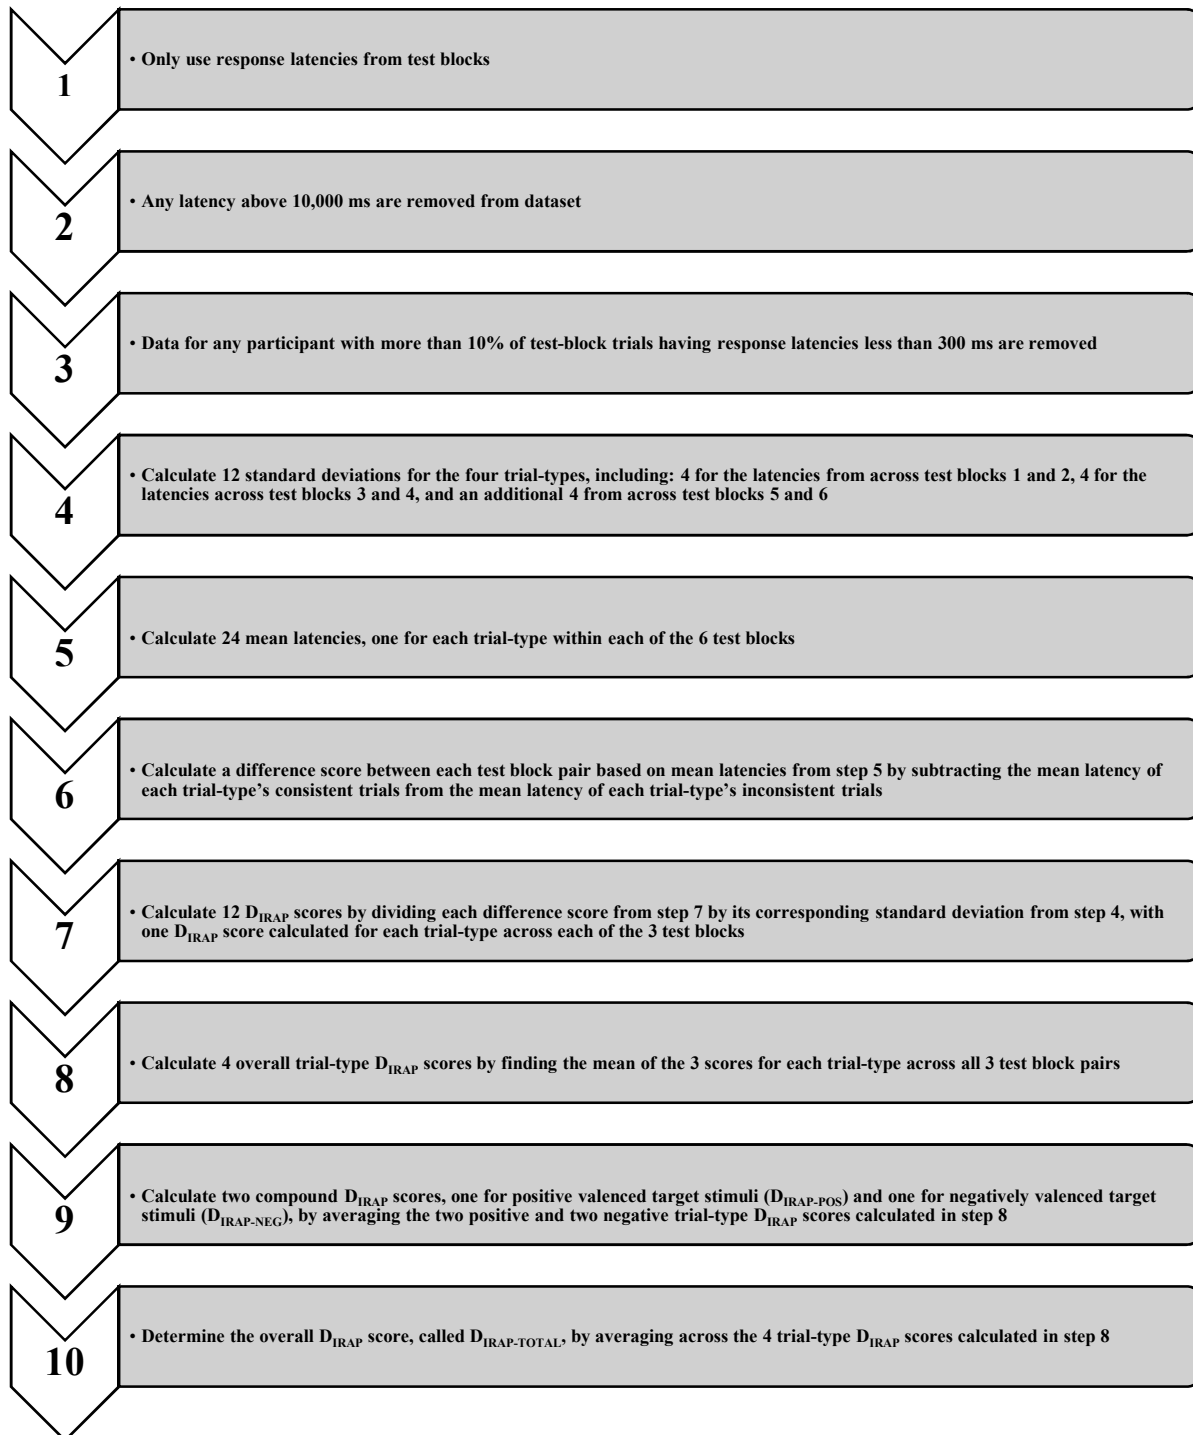 1
• Only use response latencies from test blocks
2
• Any latency above 10,000 ms are removed from dataset
3
• Data for any participant with more than 10% of test-block trials having response latencies less than 300 ms are removed
4
• Calculate 12 standard deviations for the four trial-types, including: 4 for the latencies from across test blocks 1 and 2, 4 for the
latencies across test blocks 3 and 4, and an additional 4 from across test blocks 5 and 6
5
• Calculate 24 mean latencies, one for each trial-type within each of the 6 test blocks
6
• Calculate a difference score between each test block pair based on mean latencies from step 5 by subtracting the mean latency of
each trial-type’s consistent trials from the mean latency of each trial-type’s inconsistent trials
7
• Calculate 12 DIRAP scores by dividing each difference score from step 7 by its corresponding standard deviation from step 4, with
one DIRAP score calculated for each trial-type across each of the 3 test blocks
8
• Calculate 4 overall trial-type DIRAP scores by finding the mean of the 3 scores for each trial-type across all 3 test block pairs
9
• Calculate two compound DIRAP scores, one for positive valenced target stimuli (DIRAP-POS) and one for negatively valenced target
stimuli (DIRAP-NEG), by averaging the two positive and two negative trial-type DIRAP scores calculated in step 8
10
• Determine the overall DIRAP score, called DIRAP-TOTAL, by averaging across the 4 trial-type DIRAP scores calculated in step 8